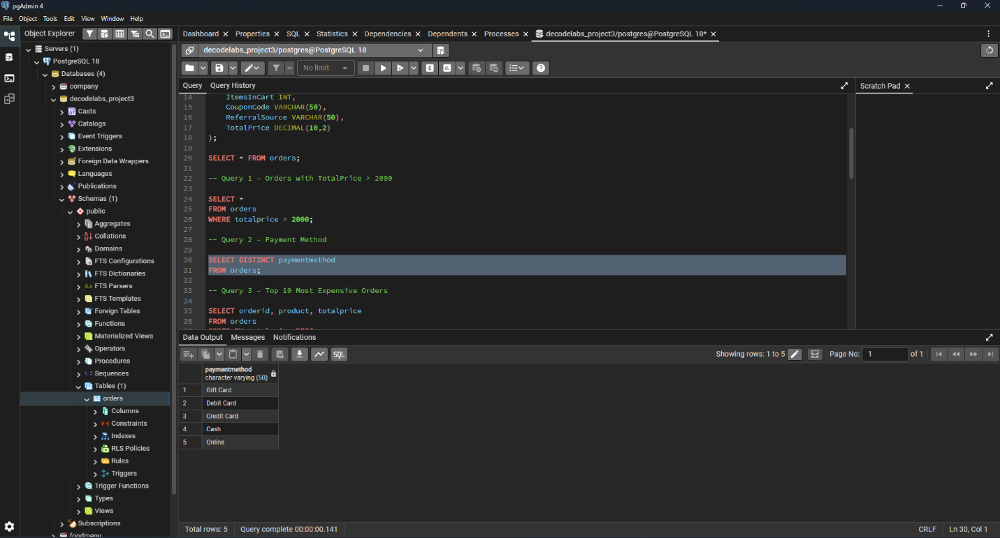 pgAdmin 4
File Object Tools Edit View Window Help
Object Explorer
Dashboard Properties SQL Statistics Dependencies Dependents Processes decodelabs_project3/postgres@PostgreSQL 18*
Servers (1)
PostgreSQL 18
Databases (4)
company
decodelabs_project3
Casts
Catalogs
Event Triggers
Extensions
Foreign Data Wrappers
Languages
Publications
Schemas (1)
public
Aggregates
Collations
Domains
FTS Configurations
FTS Dictionaries
FTS Parsers
FTS Templates
Foreign Tables
Functions
Materialized Views
Operators
Procedures
Sequences
Tables (1)
orders
Columns
Constraints
Indexes
RLS Policies
Rules
Triggers
Trigger Functions
Types
Views
Subscriptions
foodmenu
decodelabs_project3/postgres@PostgreSQL 18
No limit
Query Query History
Scratch Pad
14 ItemsInCart INT,
15 CouponCode VARCHAR(50),
16 ReferralSource VARCHAR(50),
17 TotalPrice DECIMAL(10,2)
18 );
19
20 SELECT * FROM orders;
21
22 -- Query 1 – Orders with TotalPrice > 2000
23
24 SELECT *
25 FROM orders
26 WHERE totalprice > 2000;
27
28 -- Query 2 – Payment Method
29
30 SELECT DISTINCT paymentmethod
31 FROM orders;
32
33 -- Query 3 – Top 10 Most Expensive Orders
34
35 SELECT orderid, product, totalprice
36 FROM orders
Data Output Messages Notifications
SQL
Showing rows: 1 to 5
Page No: 1 of 1
paymentmethod
character varying (50)
1 Gift Card
2 Debit Card
3 Credit Card
4 Cash
5 Online
Total rows: 5 Query complete 00:00:00.141
CRLF Ln 30, Col 1